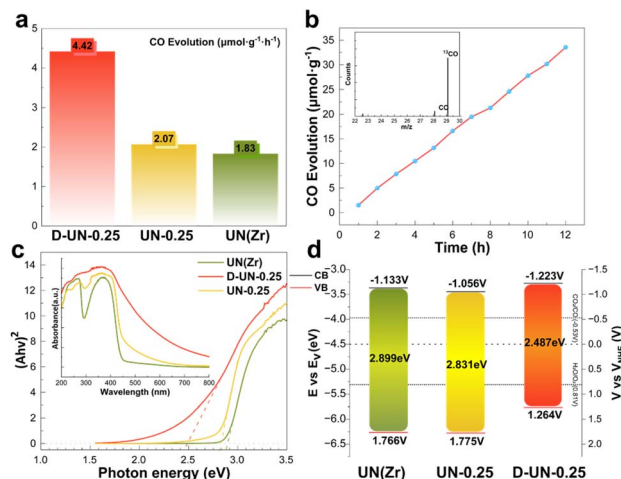 a
CO Evolution (μmol·g⁻¹·h⁻¹)
5
4
3
2
1
0
4.42
2.07
1.83
D-UN-0.25
UN-0.25
UN(Zr)
b
CO Evolution (μmol·g⁻¹)
40
35
30
25
20
15
10
5
0
0 2 4 6 8 10 12 14
Time (h)
Counts
¹³CO
CO
22 23 24 25 26 27 28 29 30
m/z
c
(Ahv)²
14
12
10
8
6
4
2
0
1.0 1.5 2.0 2.5 3.0 3.5
Photon energy (eV)
UN(Zr)
D-UN-0.25
UN-0.25
Absorbance(a.u.)
200 300 400 500 600 700 800
Wavelength (nm)
d
CB
VB
E vs Eᵥ(eV)
-3.0
-3.5
-4.0
-4.5
-5.0
-5.5
-6.0
-6.5
-1.133V
-1.056V
-1.223V
2.899eV
2.831eV
2.487eV
1.766V
1.775V
1.264V
UN(Zr)
UN-0.25
D-UN-0.25
-1.5
-1.0
-0.5
0.0
0.5
1.0
1.5
2.0
V vs V_NHE (V)
CO₂/CO(-0.53V)
H₂O/O₂(0.81V)